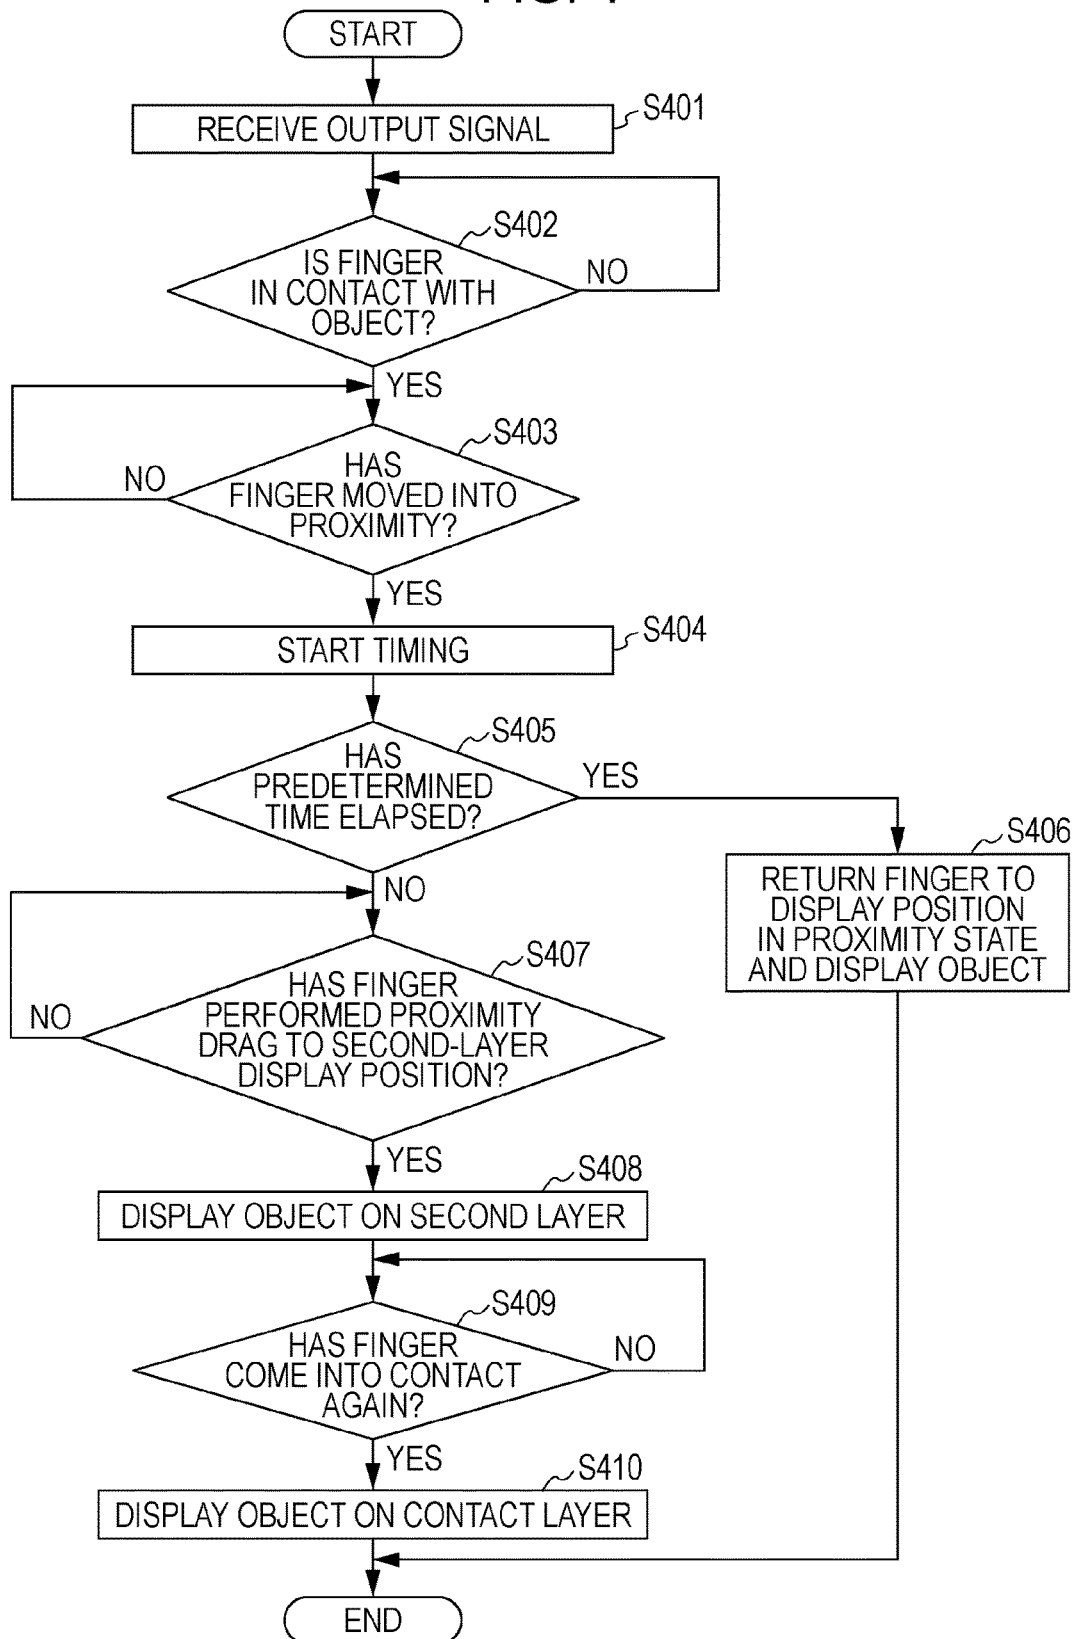 START
S401
RECEIVE OUTPUT SIGNAL
S402
IS FINGER
IN CONTACT WITH
OBJECT?
NO
YES
S403
HAS
FINGER MOVED INTO
PROXIMITY?
NO
YES
S404
START TIMING
S405
HAS
PREDETERMINED
TIME ELAPSED?
YES
S406
RETURN FINGER TO
DISPLAY POSITION
IN PROXIMITY STATE
AND DISPLAY OBJECT
NO
S407
HAS FINGER
PERFORMED PROXIMITY
DRAG TO SECOND-LAYER
DISPLAY POSITION?
NO
YES
S408
DISPLAY OBJECT ON SECOND LAYER
S409
HAS FINGER
COME INTO CONTACT
AGAIN?
NO
YES
S410
DISPLAY OBJECT ON CONTACT LAYER
END